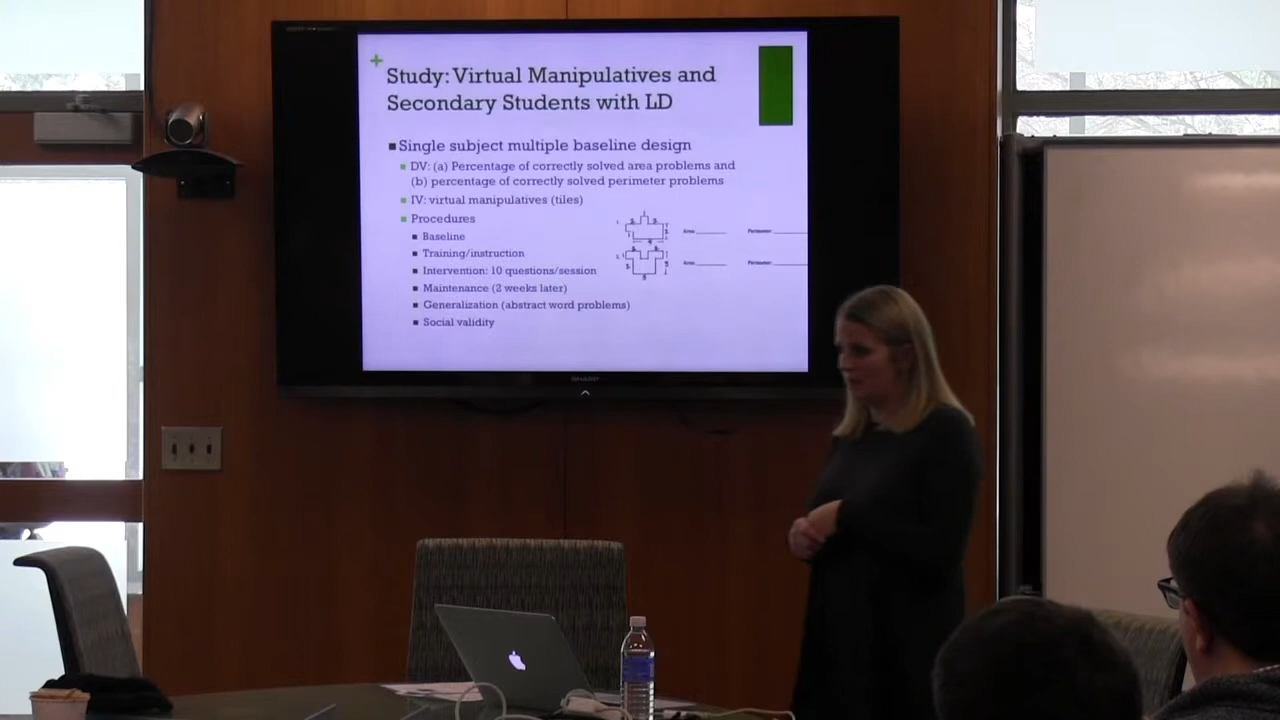 +
Study: Virtual Manipulatives and
Secondary Students with LD
Single subject multiple baseline design
DV: (a) Percentage of correctly solved area problems and
(b) percentage of correctly solved perimeter problems
IV: virtual manipulatives (tiles)
Procedures
Baseline
Training/instruction
Intervention: 10 questions/session
Maintenance (2 weeks later)
Generalization (abstract word problems)
Social validity
Area: Perimeter:
Area: Perimeter:
SHARP